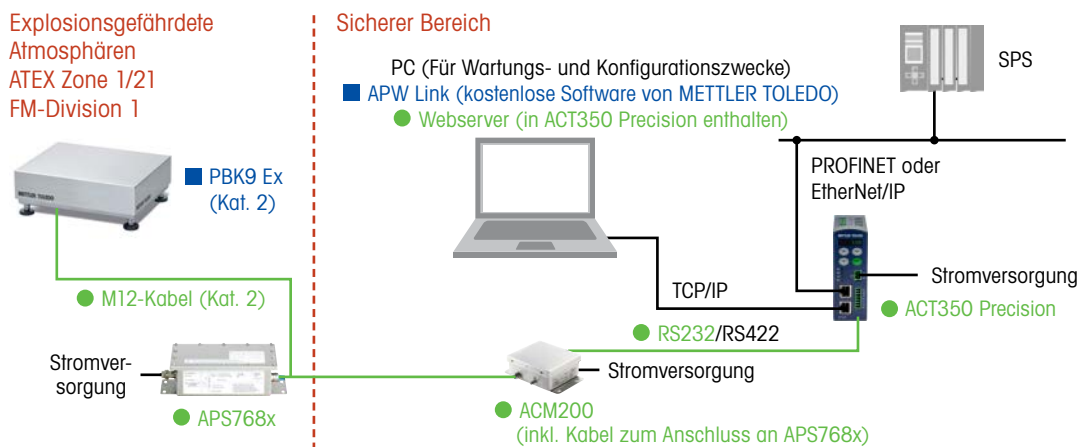 Explosionsgefährdete
Atmosphären
ATEX Zone 1/21
FM-Division 1
Sicherer Bereich
PC (Für Wartungs- und Konfigurationszwecke)
APW Link (kostenlose Software von METTLER TOLEDO)
Webserver (in ACT350 Precision enthalten)
SPS
PBK9 Ex
(Kat. 2)
METTLER TOLEDO
PROFINET oder
EtherNet/IP
M12-Kabel (Kat. 2)
TCP/IP
Stromversorgung
ACT350 Precision
RS232/RS422
Stromver-
sorgung
APS768x
Stromversorgung
ACM200
(inkl. Kabel zum Anschluss an APS768x)